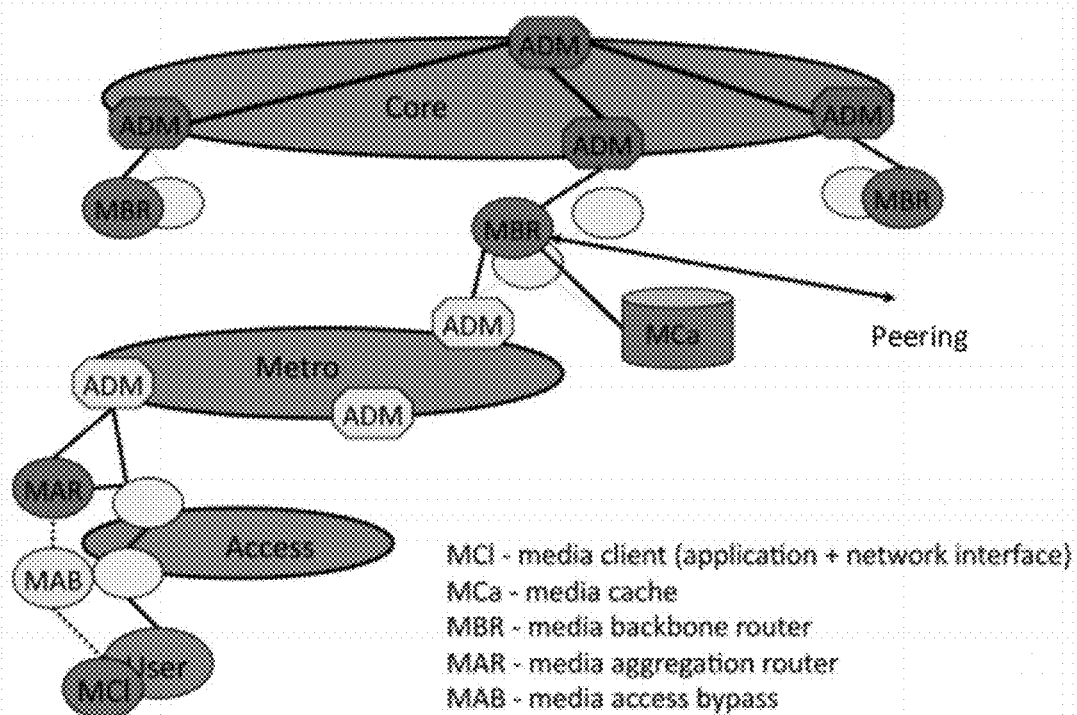 ADM
Core
ADM
ADM
ADM
MBR
MBR
MBR
ADM
MCa
Peering
Metro
ADM
ADM
MAR
Access
MCl - media client (application + network interface)
MAB
MCa - media cache
MBR - media backbone router
User
MAR - media aggregation router
MCl
MAB - media access bypass